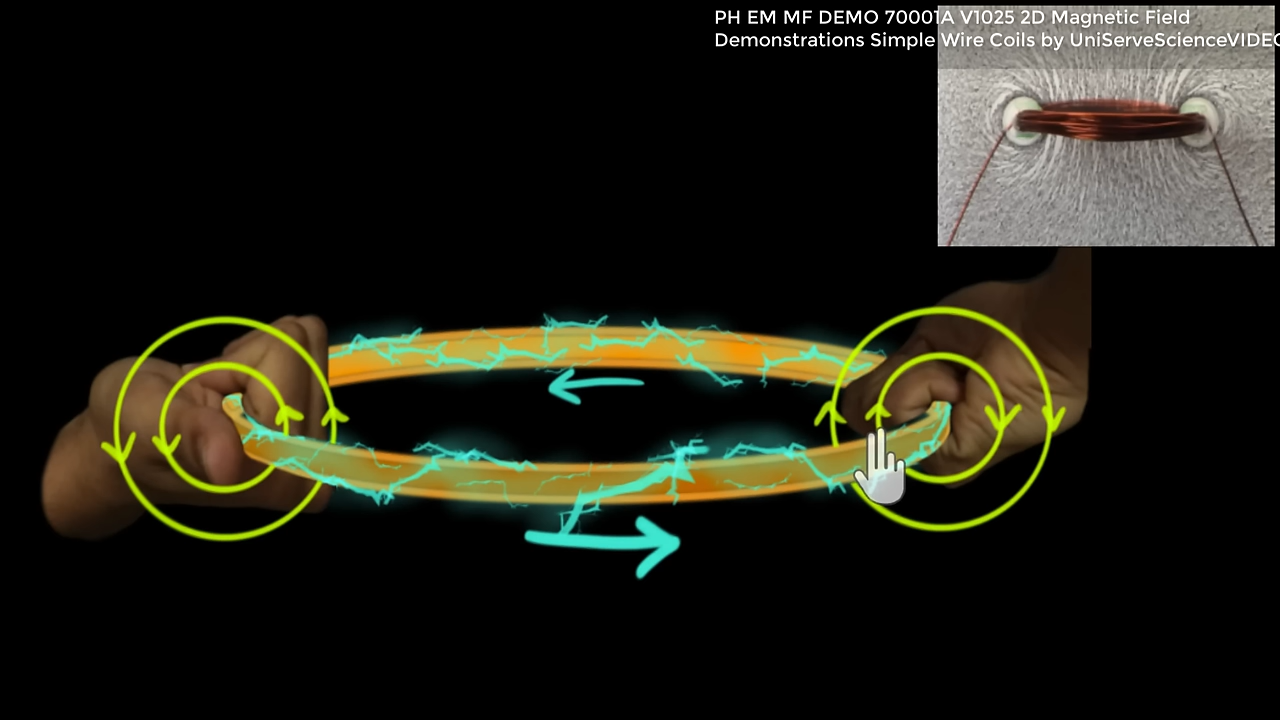 PH EM MF DEMO 70001A V1025 2D Magnetic Field
Demonstrations Simple Wire Coils by UniServeScienceVIDEO